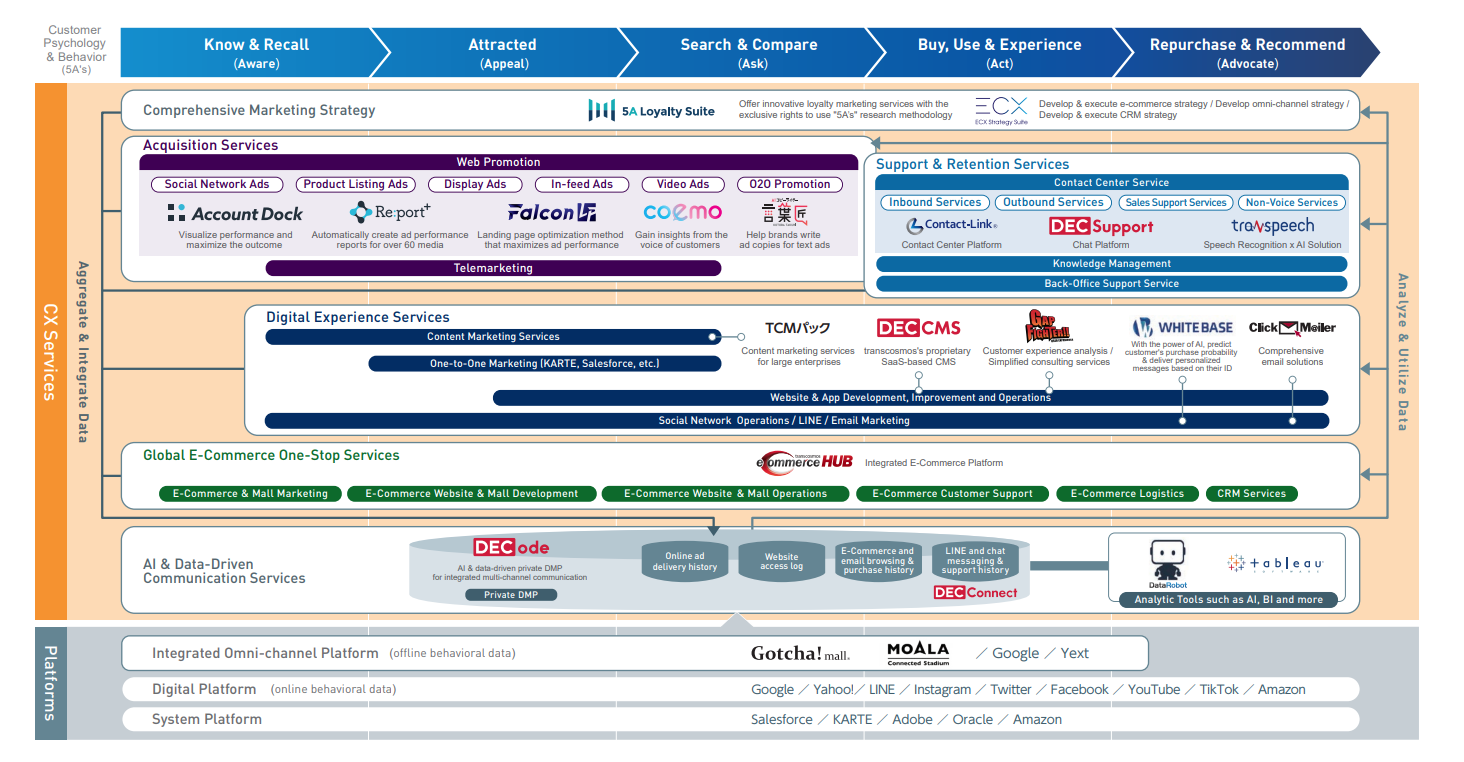 Customer
Psychology
& Behavior
(5A's)
Know & Recall
(Aware)
Attracted
(Appeal)
Search & Compare
(Ask)
Buy, Use & Experience
(Act)
Repurchase & Recommend
(Advocate)
CX Services
Aggregate & Integrate Data
Analyze & Utilize Data
Comprehensive Marketing Strategy
5A Loyalty Suite
Offer innovative loyalty marketing services with the
exclusive rights to use "5A's" research methodology
ECX
ECX Strategy Suite
Develop & execute e-commerce strategy / Develop omni-channel strategy /
Develop & execute CRM strategy
Acquisition Services
Web Promotion
Social Network Ads
Product Listing Ads
Display Ads
In-feed Ads
Video Ads
O2O Promotion
Account Dock
Visualize performance and
maximize the outcome
Re:port+
Automatically create ad performance
reports for over 60 media
Falcon
Landing page optimization method
that maximizes ad performance
coemo
Gain insights from the
voice of customers
言葉匠
Help brands write
ad copies for text ads
Telemarketing
Support & Retention Services
Contact Center Service
Inbound Services
Outbound Services
Sales Support Services
Non-Voice Services
Contact-Link®
Contact Center Platform
DEC Support
Chat Platform
transpeech
Speech Recognition x AI Solution
Knowledge Management
Back-Office Support Service
Digital Experience Services
Content Marketing Services
One-to-One Marketing (KARTE, Salesforce, etc.)
TCMパック
Content marketing services
for large enterprises
DEC CMS
transcosmos's proprietary
SaaS-based CMS
GAP FIGHTER!!
Customer experience analysis /
Simplified consulting services
WHITE BASE
With the power of AI, predict
customer's purchase probability
& deliver personalized
messages based on their ID
Click Mailer
Comprehensive
email solutions
Website & App Development, Improvement and Operations
Social Network Operations / LINE / Email Marketing
Global E-Commerce One-Stop Services
transcosmos
eCommerce HUB
Integrated E-Commerce Platform
E-Commerce & Mall Marketing
E-Commerce Website & Mall Development
E-Commerce Website & Mall Operations
E-Commerce Customer Support
E-Commerce Logistics
CRM Services
AI & Data-Driven
Communication Services
DECode
AI & data-driven private DMP
for integrated multi-channel communication
Private DMP
Online ad
delivery history
Website
access log
E-Commerce and
email browsing &
purchase history
LINE and chat
messaging &
support history
DEC Connect
DataRobot
+ableau
SOFTWARE
Analytic Tools such as AI, BI and more
Platforms
Integrated Omni-channel Platform (offline behavioral data)
Gotcha! mall®
MOALA
Connected Stadium
／ Google ／ Yext
Digital Platform (online behavioral data)
Google ／ Yahoo! ／ LINE ／ Instagram ／ Twitter ／ Facebook ／ YouTube ／ TikTok ／ Amazon
System Platform
Salesforce ／ KARTE ／ Adobe ／ Oracle ／ Amazon